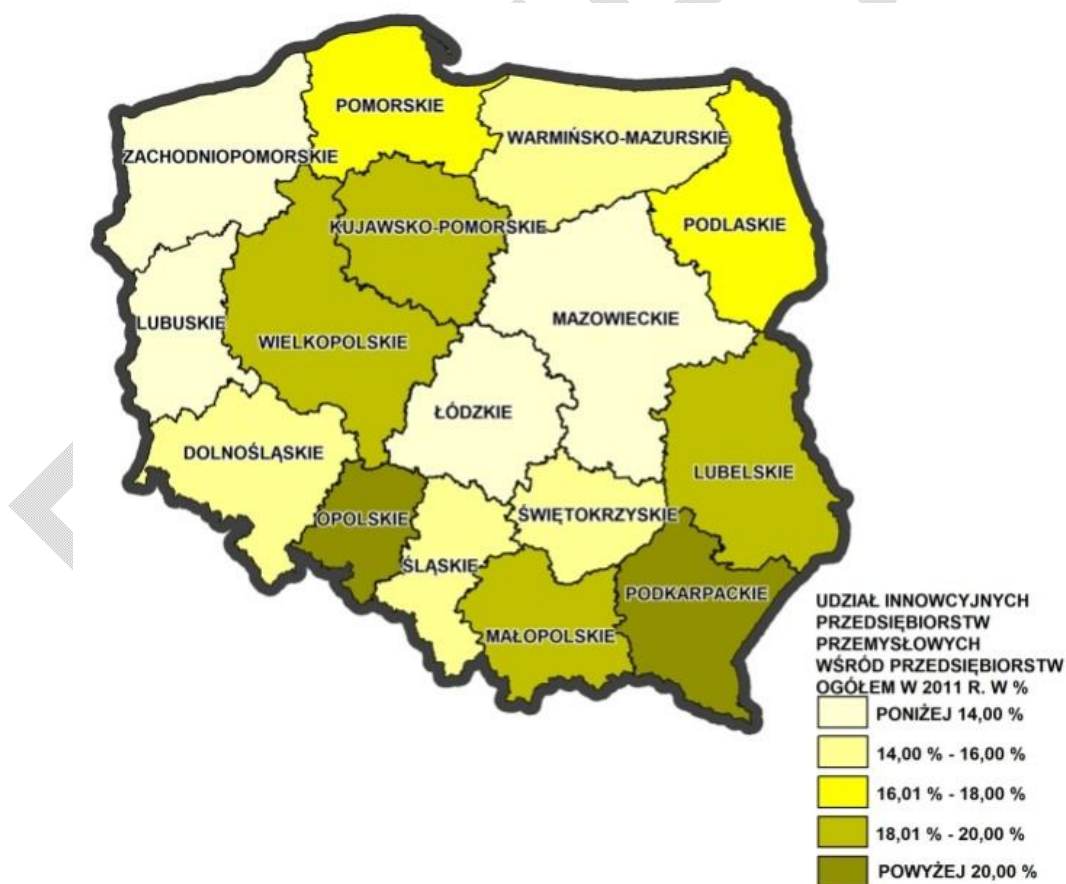 POMORSKIE
WARMIŃSKO-MAZURSKIE
ZACHODNIOPOMORSKIE
KUJAWSKO-POMORSKIE
PODLASKIE
LUBUSKIE
WIELKOPOLSKIE
MAZOWIECKIE
ŁÓDZKIE
DOLNOŚLĄSKIE
LUBELSKIE
OPOLSKIE
ŚWIĘTOKRZYSKIE
ŚLĄSKIE
PODKARPACKIE
MAŁOPOLSKIE
UDZIAŁ INNOWCYJNYCH
PRZEDSIĘBIORSTW
PRZEMYSŁOWYCH
WŚRÓD PRZEDSIĘBIORSTW
OGÓŁEM W 2011 R. W %
PONIŻEJ 14,00 %
14,00 % - 16,00 %
16,01 % - 18,00 %
18,01 % - 20,00 %
POWYŻEJ 20,00 %